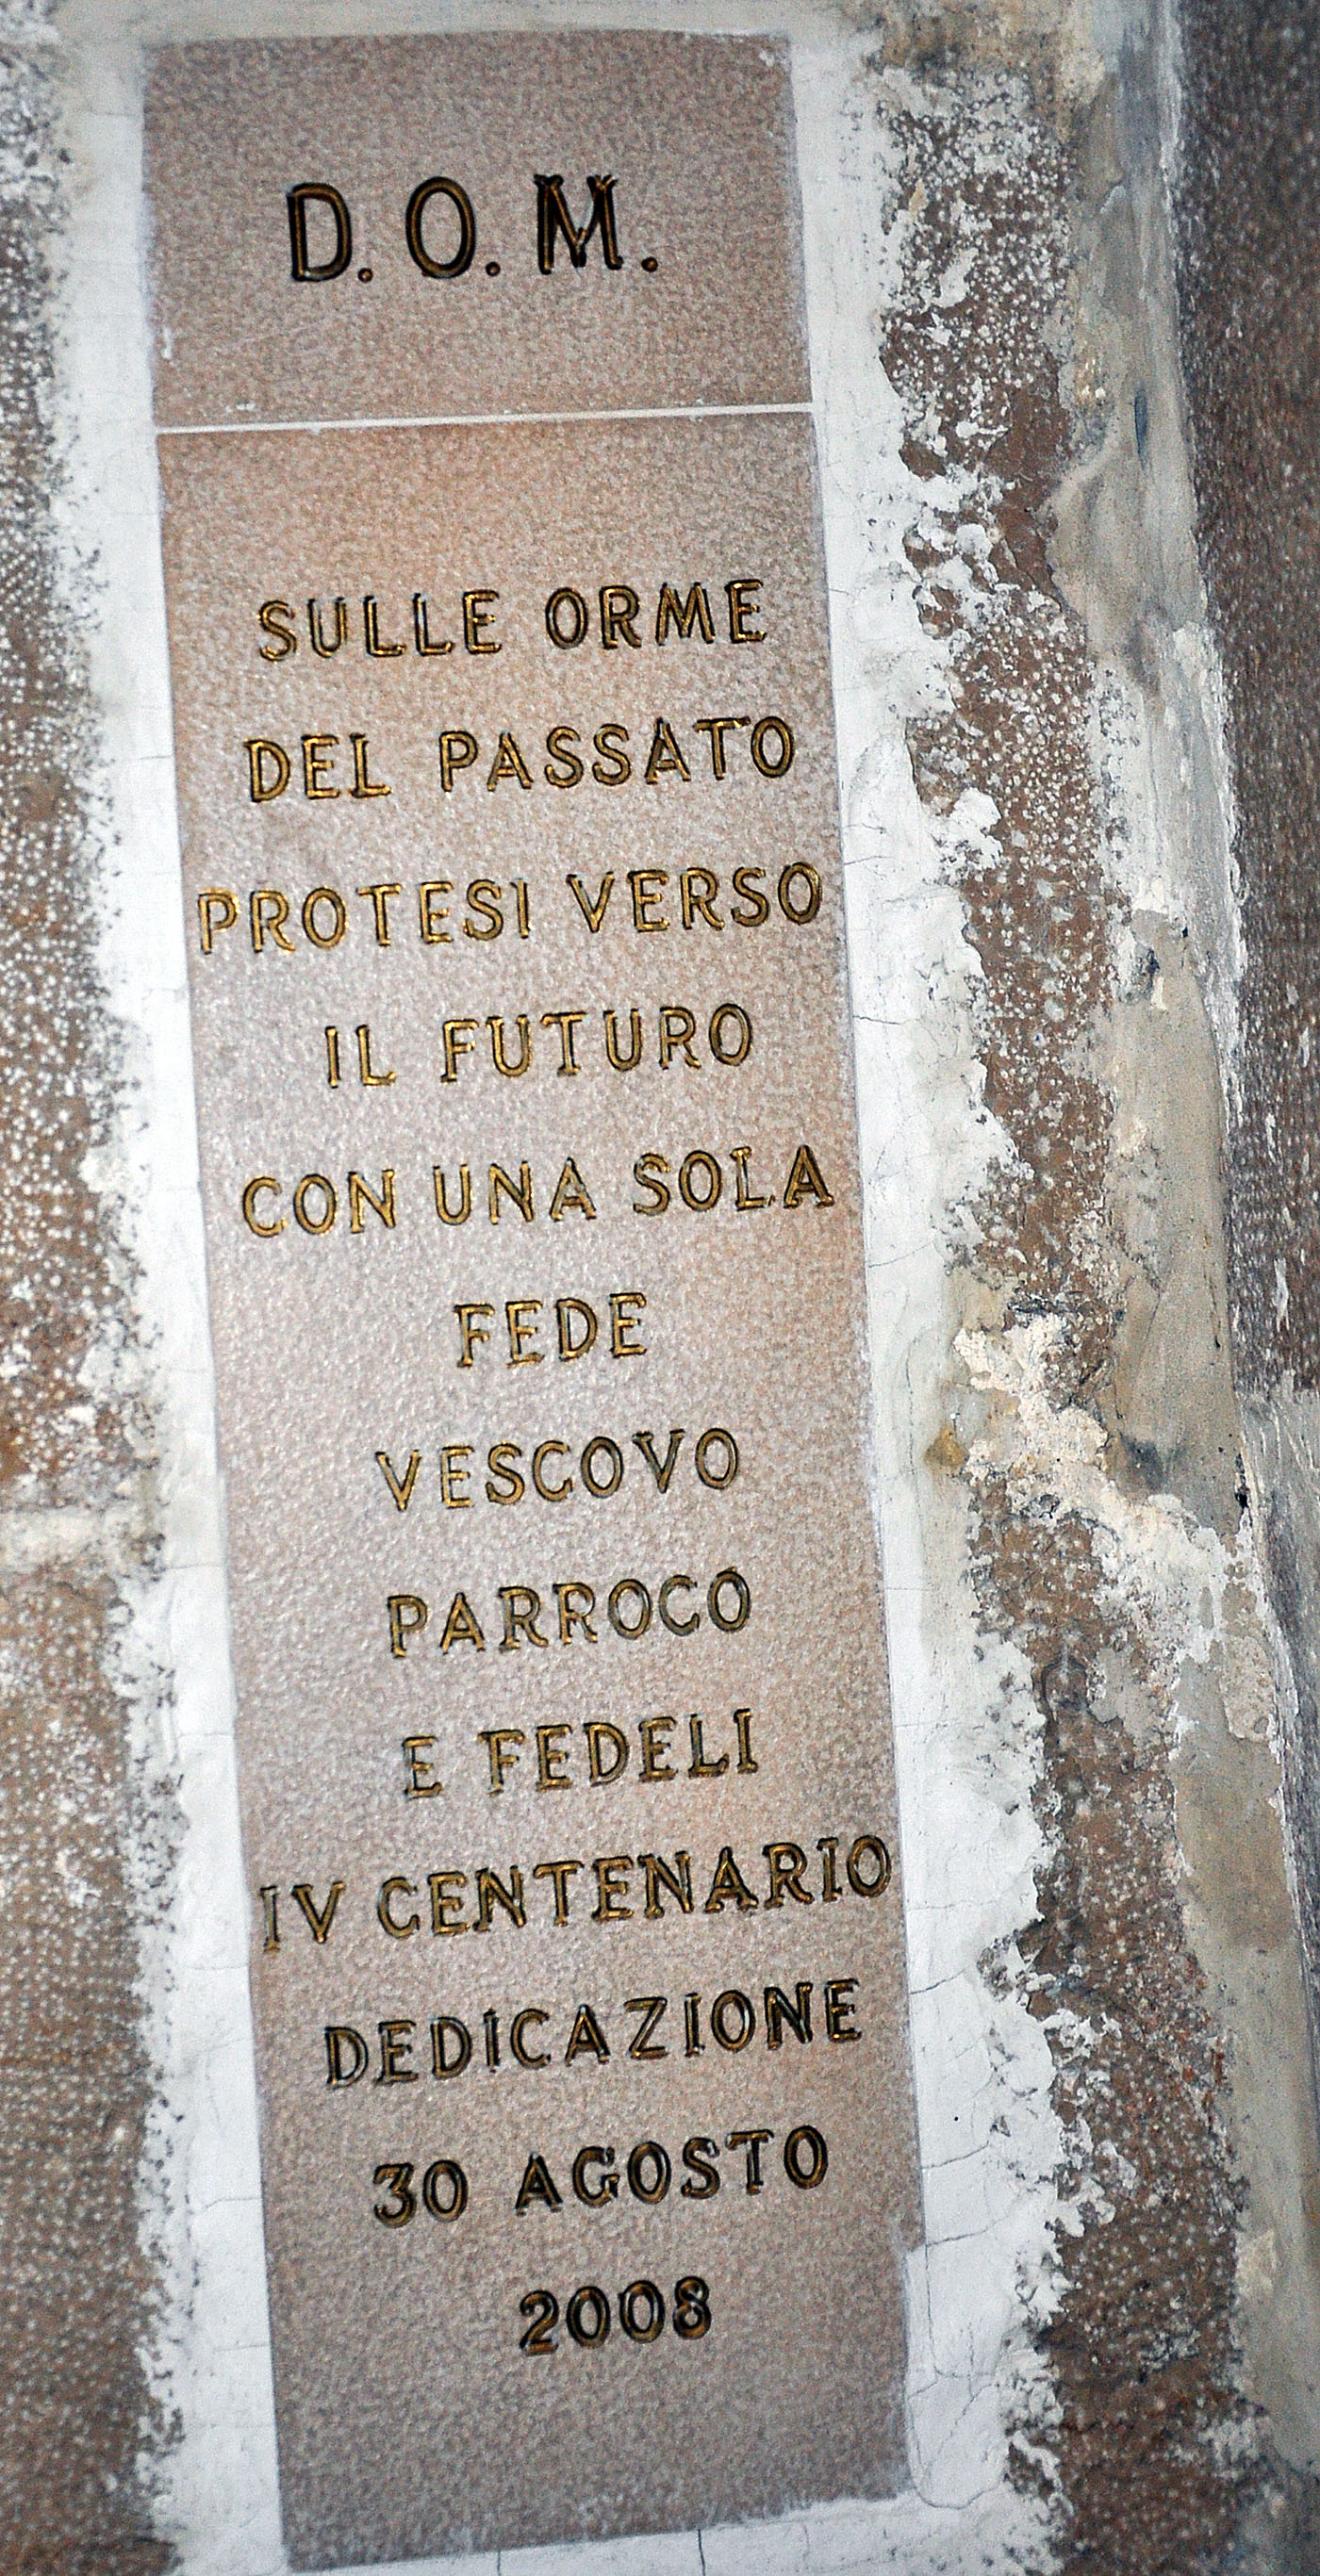 D. O. M.
SULLE ORME
DEL PASSATO
PROTESI VERSO
IL FUTURO
CON UNA SOLA
FEDE
VESCOVO
PARROCO
E FEDELI
IV CENTENARIO
DEDICAZIONE
30 AGOSTO
2008